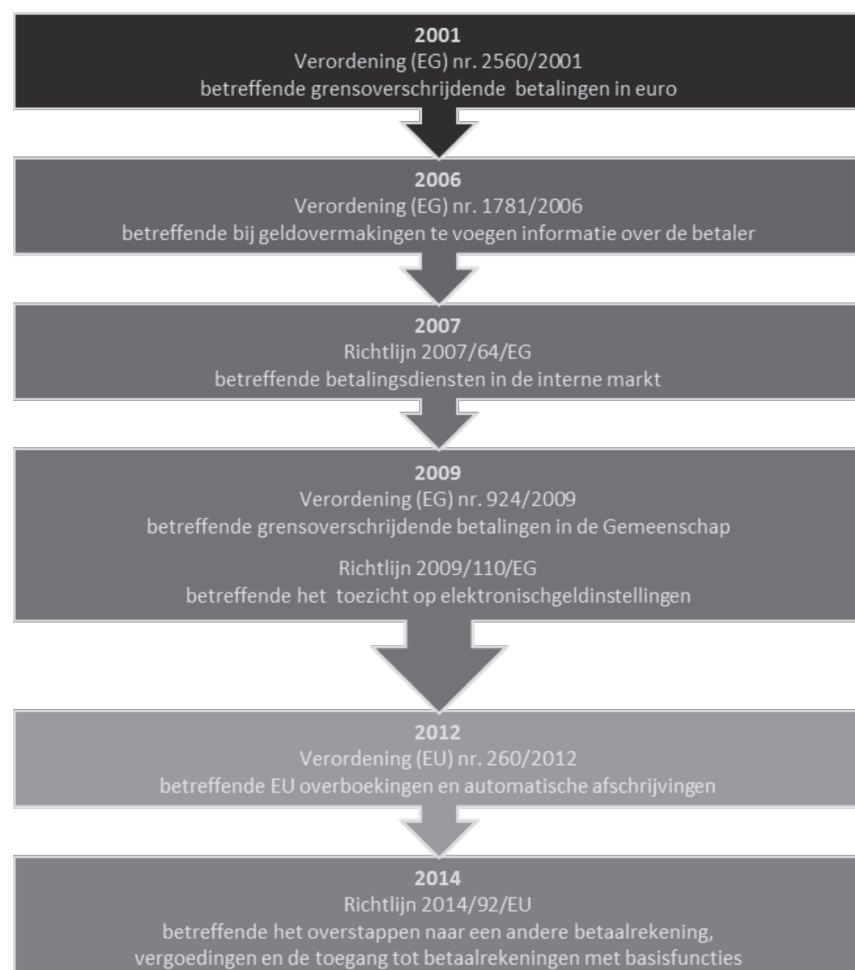 2001
Verordening (EG) nr. 2560/2001
betreffende grensoverschrijdende betalingen in euro
2006
Verordening (EG) nr. 1781/2006
betreffende bij geldovermakingen te voegen informatie over de betaler
2007
Richtlijn 2007/64/EG
betreffende betalingsdiensten in de interne markt
2009
Verordening (EG) nr. 924/2009
betreffende grensoverschrijdende betalingen in de Gemeenschap
Richtlijn 2009/110/EG
betreffende het toezicht op elektronischgeldinstellingen
2012
Verordening (EU) nr. 260/2012
betreffende EU overboekingen en automatische afschrijvingen
2014
Richtlijn 2014/92/EU
betreffende het overstappen naar een andere betaalrekening,
vergoedingen en de toegang tot betaalrekeningen met basisfuncties